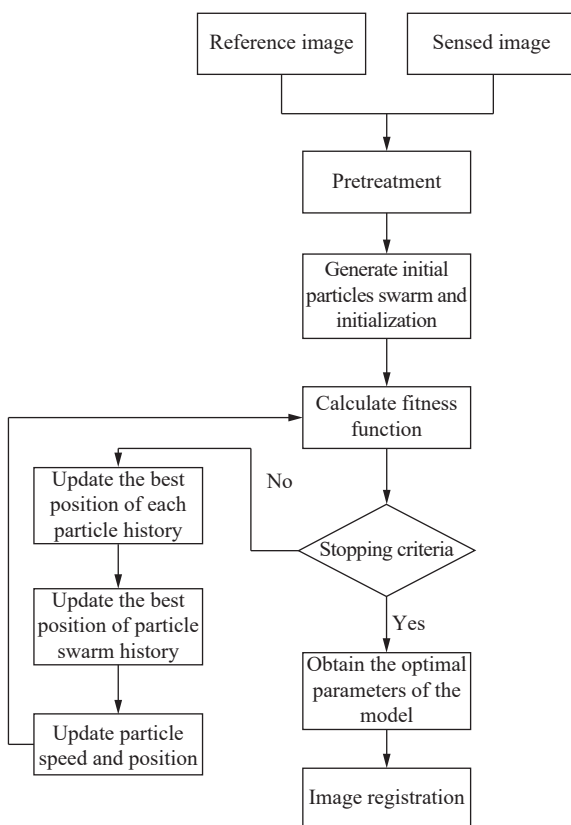 Reference image
Sensed image
Pretreatment
Generate initial
particles swarm and
initialization
Calculate fitness
function
No
Update the best
position of each
particle history
Stopping criteria
Update the best
position of particle
swarm history
Yes
Obtain the optimal
parameters of the
model
Update particle
speed and position
Image registration